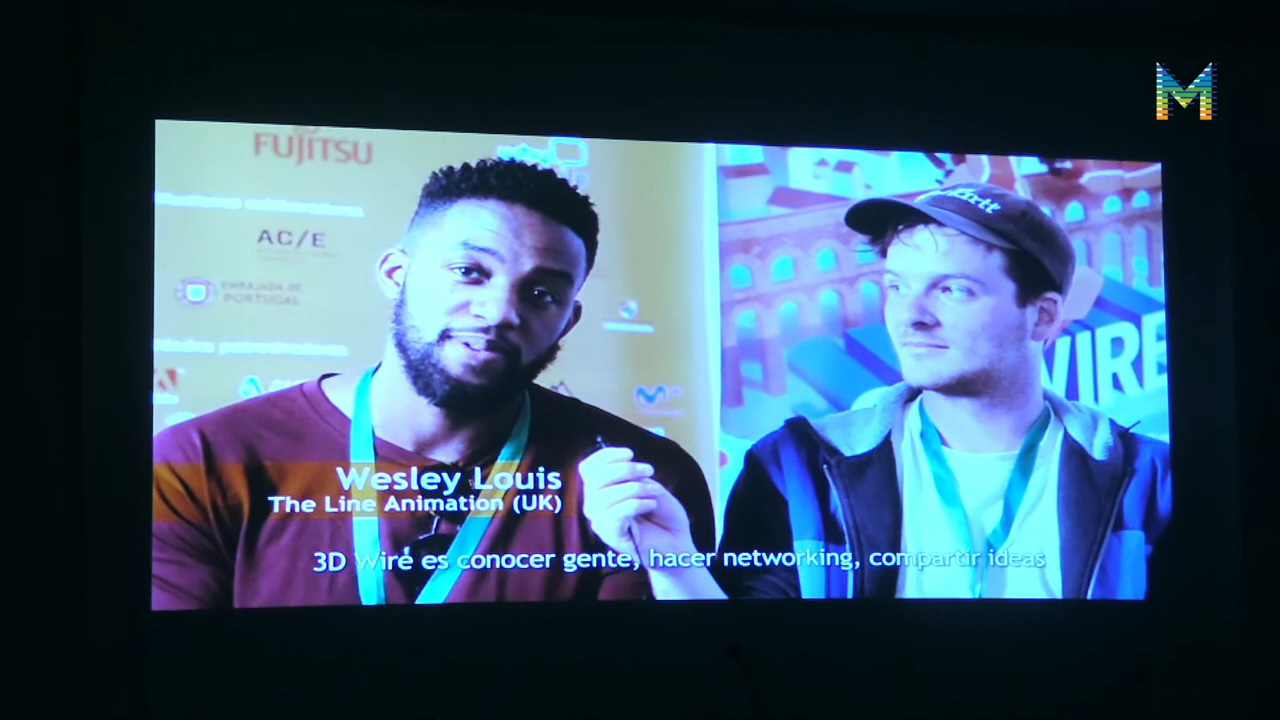 M
FUJITSU
AC/E
EMBAJADA DE
PORTUGAL
WIRE
Wesley Louis
The Line Animation (UK)
3D Wire es conocer gente, hacer networking, compartir ideas